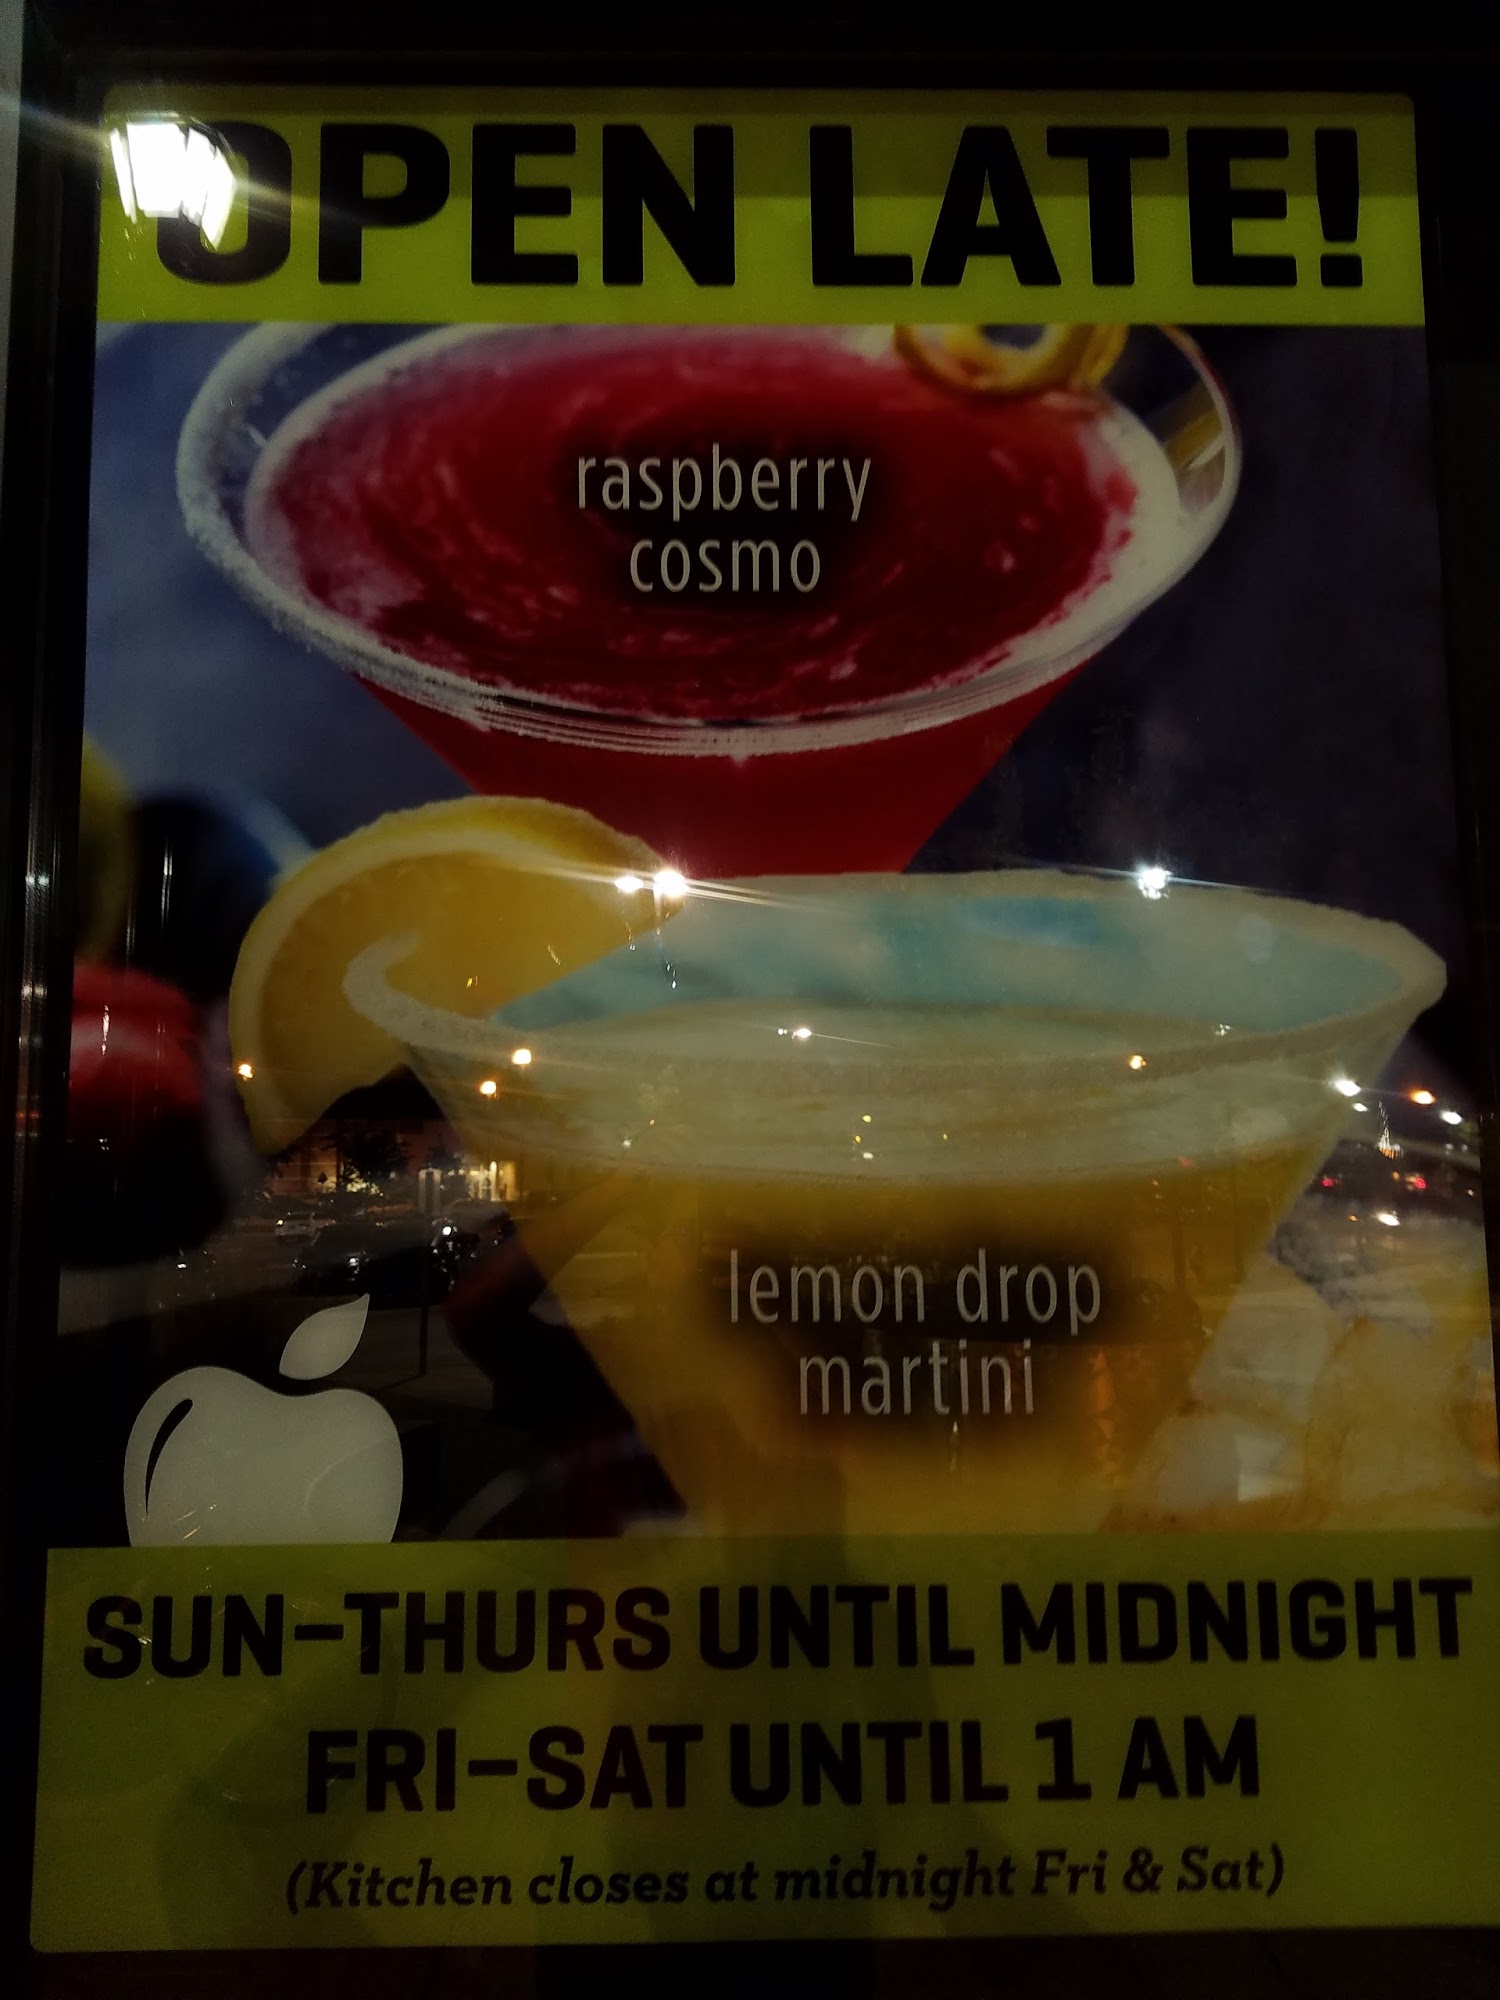 OPEN LATE!
raspberry
cosmo
lemon drop
martini
SUN-THURS UNTIL MIDNIGHT
FRI-SAT UNTIL 1 AM
(Kitchen closes at midnight Fri & Sat)